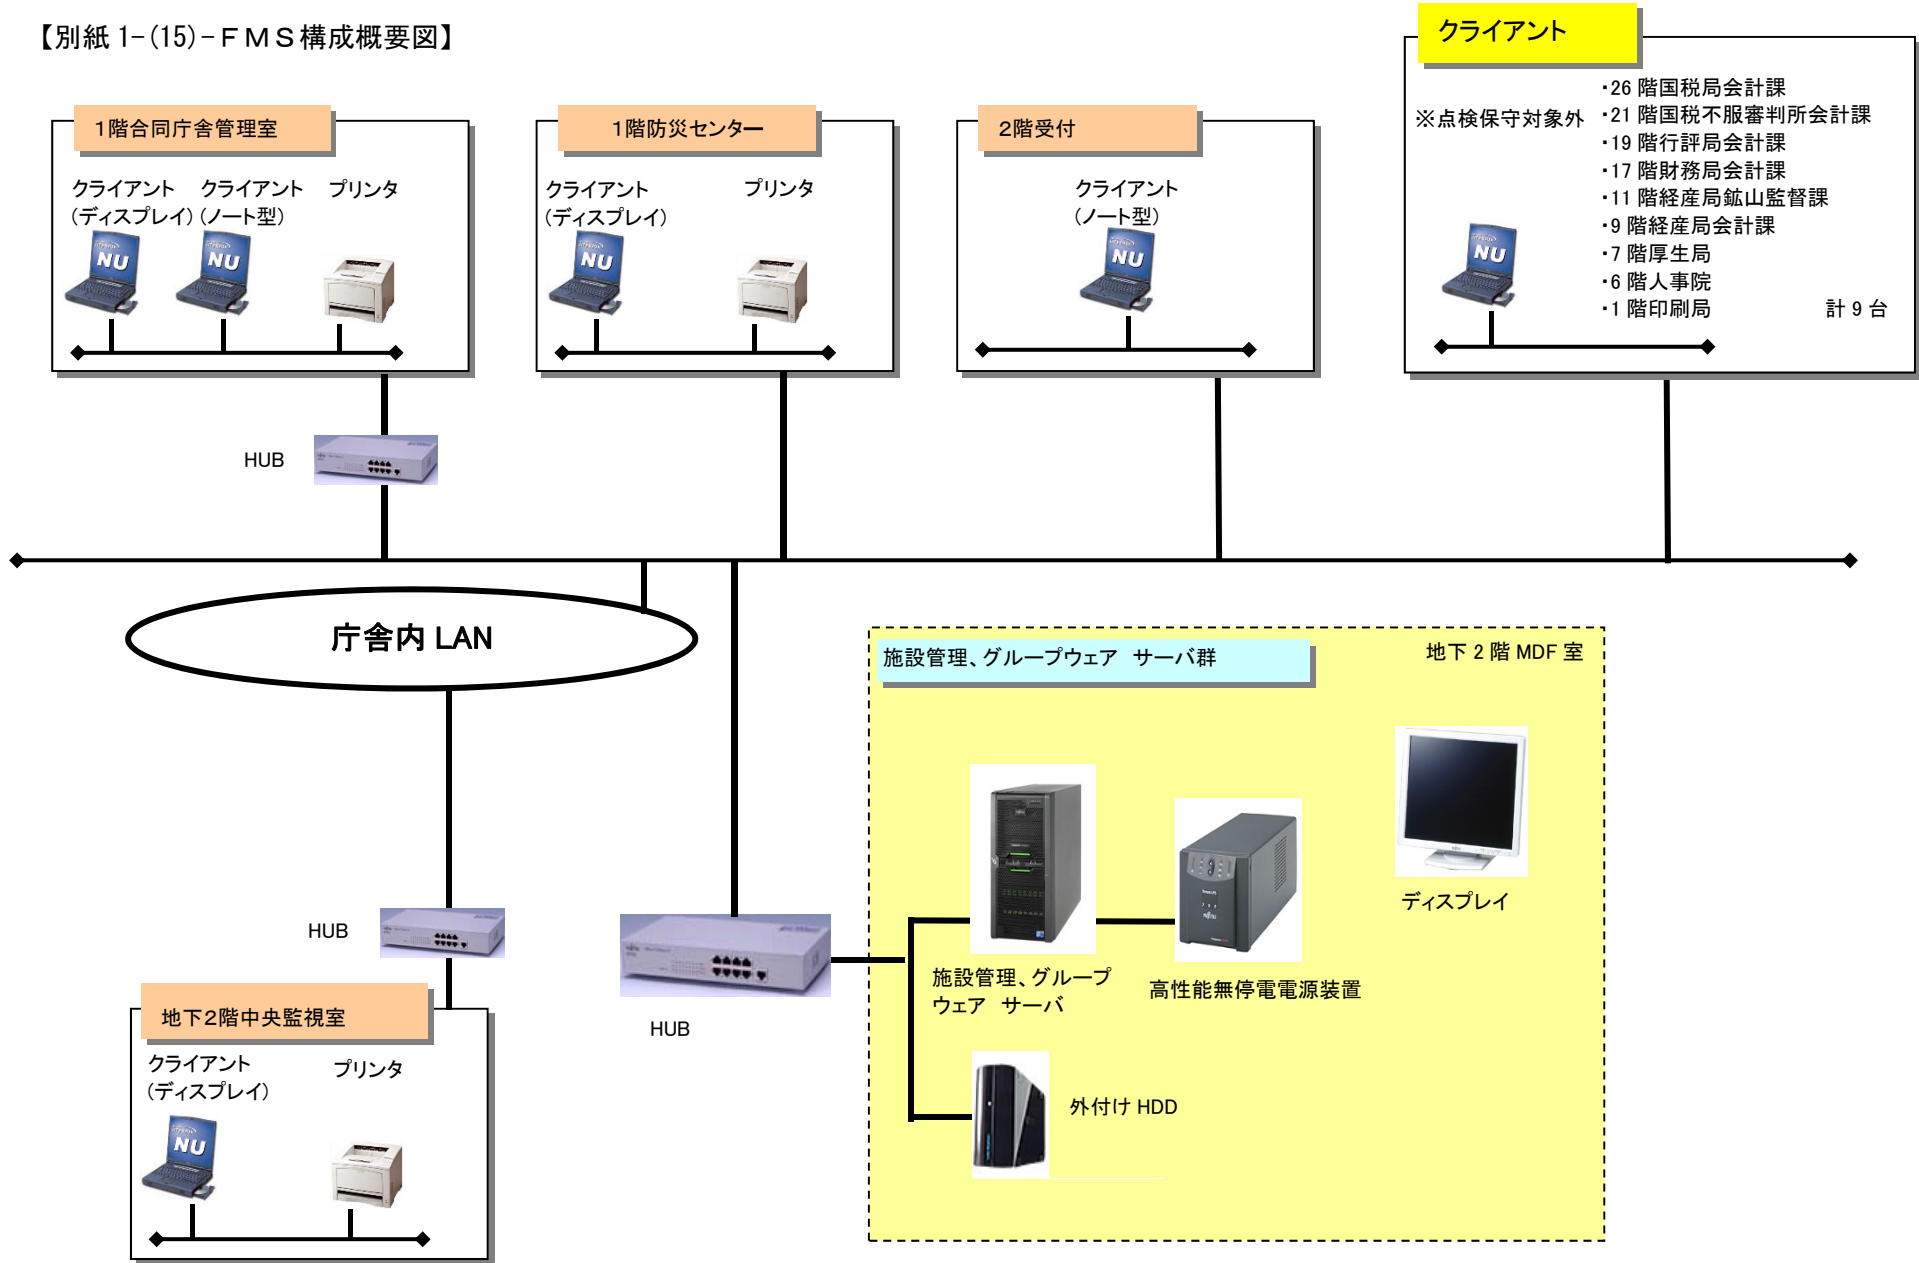 【別紙 1-(15)-ＦＭＳ構成概要図】
クライアント
※点検保守対象外
・26 階国税局会計課
・21 階国税不服審判所会計課
・19 階行評局会計課
・17 階財務局会計課
・11 階経産局鉱山監督課
・9 階経産局会計課
・7 階厚生局
・6 階人事院
・1 階印刷局 計 9 台
NU
１階合同庁舎管理室
クライアント
(ディスプレイ)
クライアント
(ノート型)
プリンタ
NU
NU
１階防災センター
クライアント
(ディスプレイ)
プリンタ
NU
２階受付
クライアント
(ノート型)
NU
HUB
庁舎内 LAN
施設管理、グループウェア　サーバ群
地下 2 階 MDF 室
ディスプレイ
施設管理、グループ
ウェア　サーバ
高性能無停電電源装置
外付け HDD
HUB
HUB
地下２階中央監視室
クライアント
(ディスプレイ)
プリンタ
NU